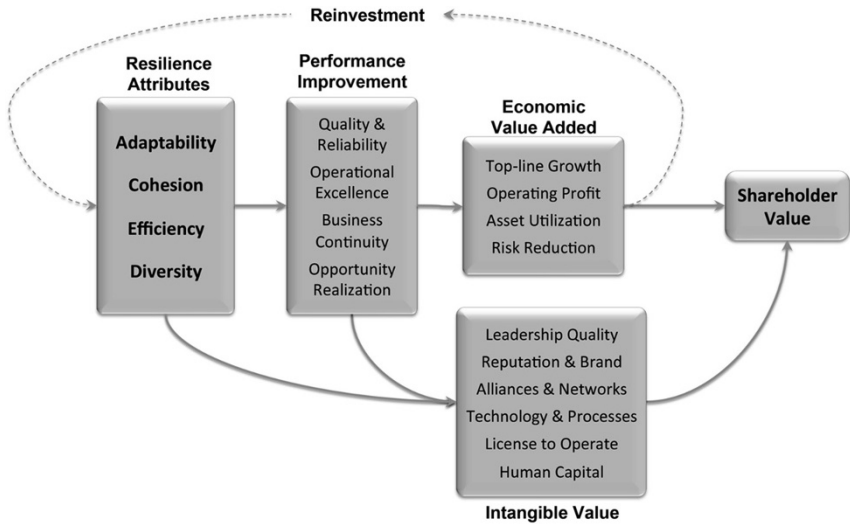 Reinvestment
Resilience
Attributes
Adaptability
Cohesion
Efficiency
Diversity
Performance
Improvement
Quality &
Reliability
Operational
Excellence
Business
Continuity
Opportunity
Realization
Economic
Value Added
Top-line Growth
Operating Profit
Asset Utilization
Risk Reduction
Shareholder
Value
Leadership Quality
Reputation & Brand
Alliances & Networks
Technology & Processes
License to Operate
Human Capital
Intangible Value